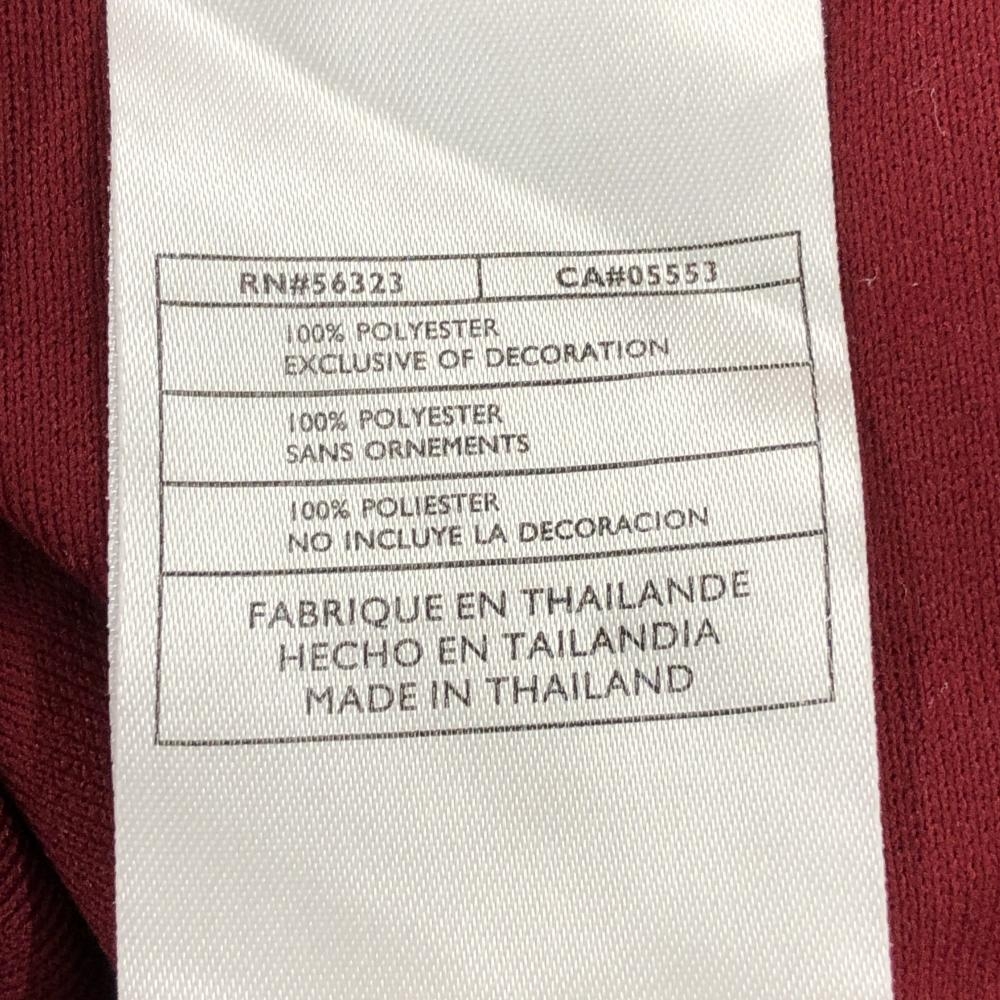 RN#56323 CA#05553
100% POLYESTER
EXCLUSIVE OF DECORATION
100% POLYESTER
SANS ORNEMENTS
100% POLIESTER
NO INCLUYE LA DECORACION
FABRIQUE EN THAILANDE
HECHO EN TAILANDIA
MADE IN THAILAND